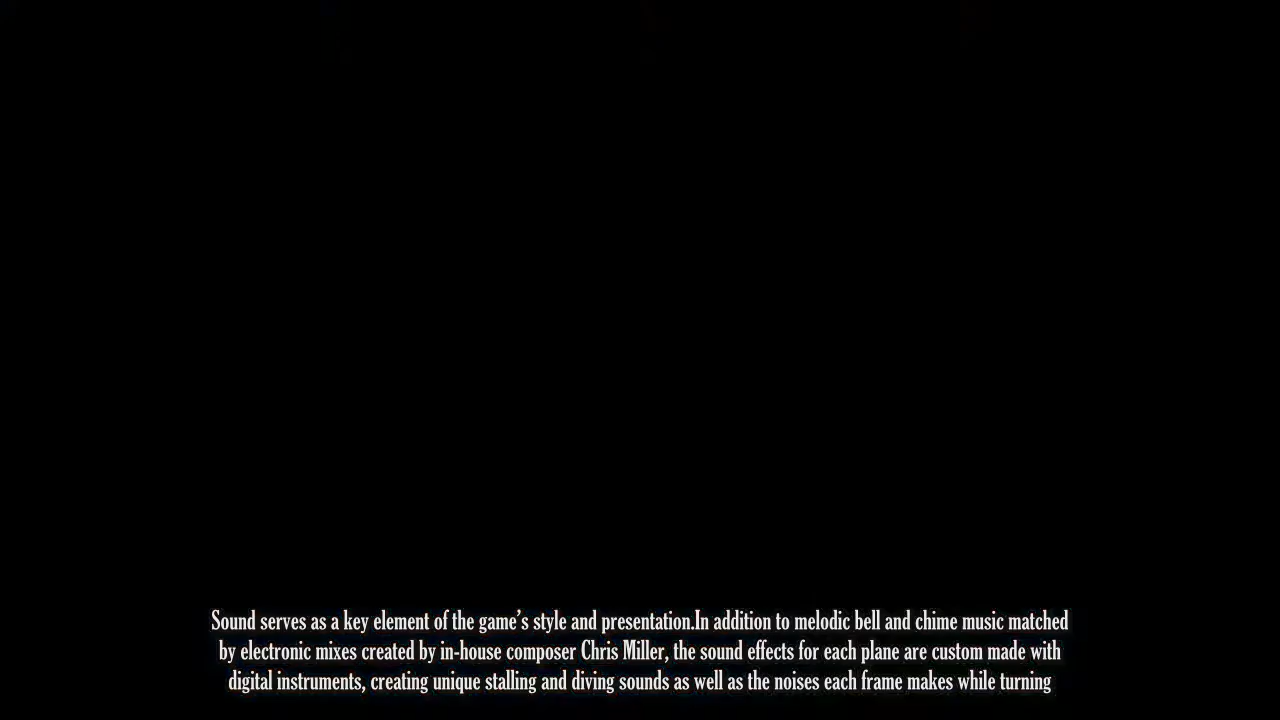 Sound serves as a key element of the game's style and presentation.In addition to melodic bell and chime music matched
by electronic mixes created by in-house composer Chris Miller, the sound effects for each plane are custom made with
digital instruments, creating unique stalling and diving sounds as well as the noises each frame makes while turning